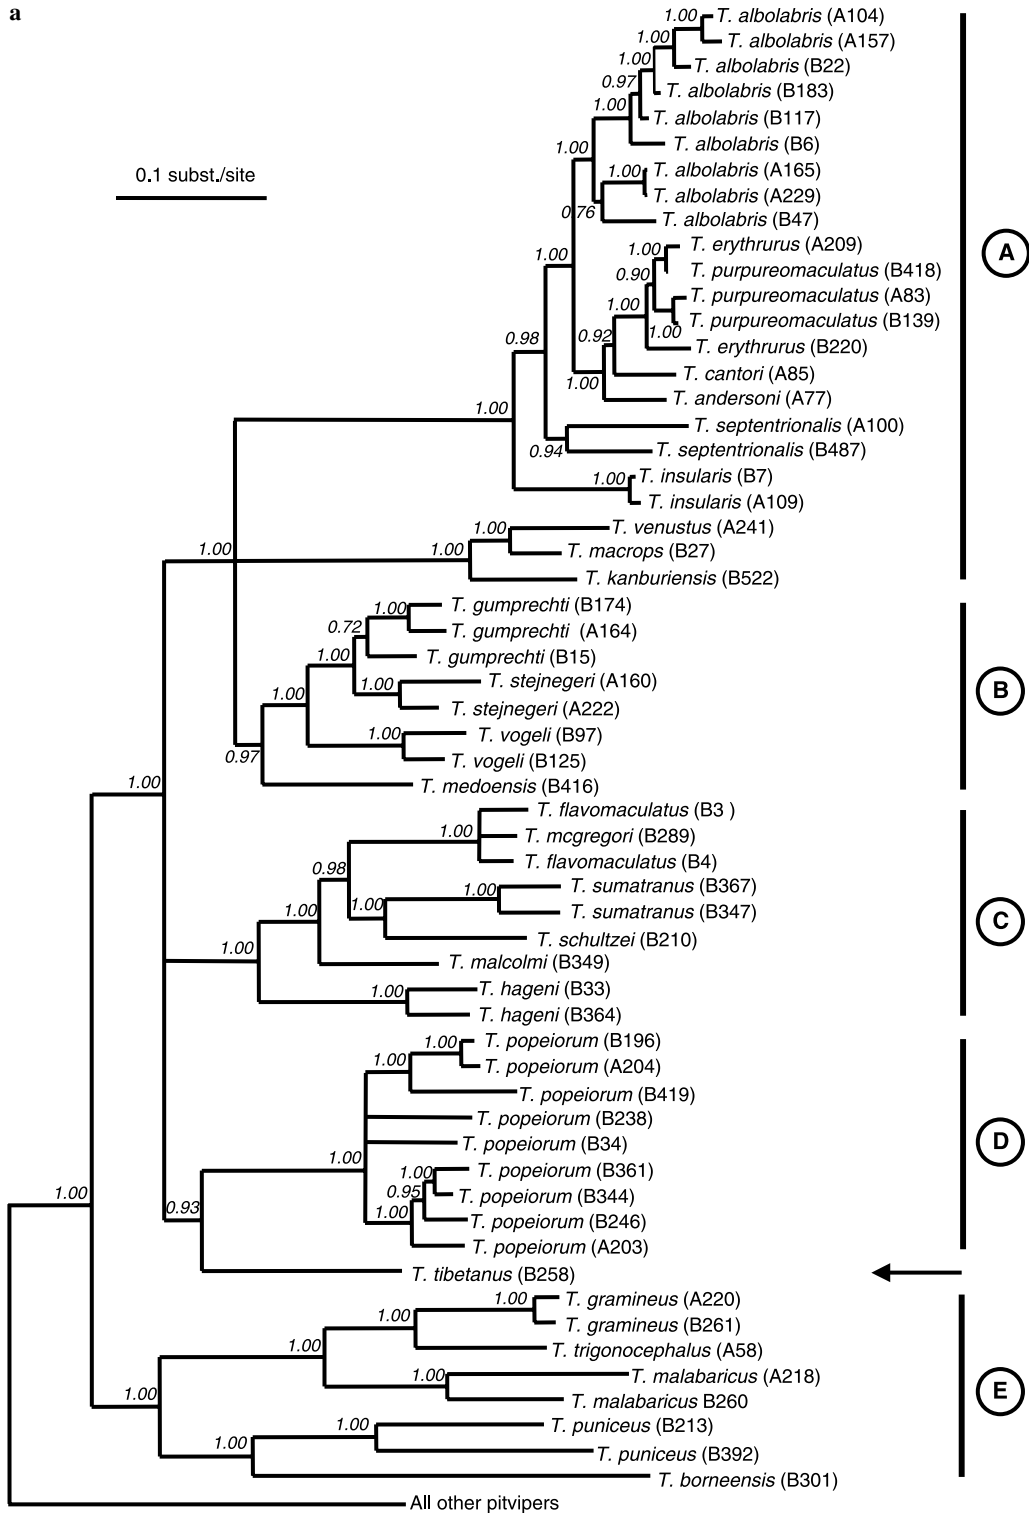 a
1.00 T. albolabris (A104)
1.00 T. albolabris (A157)
1.00 T. albolabris (B22)
0.97 T. albolabris (B183)
1.00 T. albolabris (B117)
T. albolabris (B6)
1.00
0.1 subst./site
1.00 T. albolabris (A165)
T. albolabris (A229)
0.76 T. albolabris (B47)
1.00 T. erythrurus (A209)
A
1.00 0.90 T. purpureomaculatus (B418)
T. purpureomaculatus (A83)
1.00 1.00 T. purpureomaculatus (B139)
0.98 0.92 T. erythrurus (B220)
1.00 T. cantori (A85)
T. andersoni (A77)
1.00
T. septentrionalis (A100)
0.94 T. septentrionalis (B487)
1.00 T. insularis (B7)
T. insularis (A109)
1.00 T. venustus (A241)
1.00 1.00 T. macrops (B27)
T. kanburiensis (B522)
1.00 T. gumprechti (B174)
0.72 T. gumprechti (A164)
1.00 T. gumprechti (B15)
1.00 1.00 T. stejnegeri (A160)
B
T. stejnegeri (A222)
1.00 T. vogeli (B97)
0.97 T. vogeli (B125)
1.00 T. medoensis (B416)
T. flavomaculatus (B3 )
1.00 T. mcgregori (B289)
0.98 T. flavomaculatus (B4)
1.00 T. sumatranus (B367)
1.00 1.00 T. sumatranus (B347)
C
1.00 T. schultzei (B210)
T. malcolmi (B349)
1.00 T. hageni (B33)
T. hageni (B364)
1.00 T. popeiorum (B196)
1.00 T. popeiorum (A204)
T. popeiorum (B419)
T. popeiorum (B238)
D
1.00 T. popeiorum (B34)
1.00 T. popeiorum (B361)
1.00 0.95 T. popeiorum (B344)
0.93 1.00 T. popeiorum (B246)
T. popeiorum (A203)
T. tibetanus (B258)
1.00 T. gramineus (A220)
1.00 T. gramineus (B261)
1.00 T. trigonocephalus (A58)
1.00 T. malabaricus (A218)
1.00 T. malabaricus B260
E
1.00 T. puniceus (B213)
1.00 T. puniceus (B392)
T. borneensis (B301)
All other pitvipers